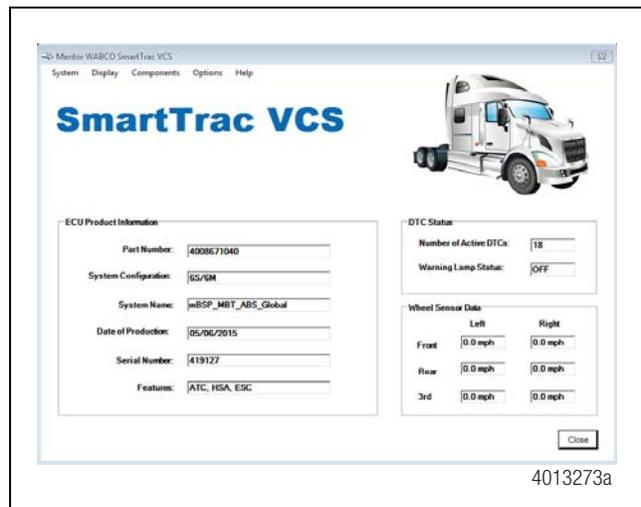 Meritor WABCO SmartTrac VCS
System Display Components Options Help
SmartTrac VCS
ECU Product Information
Part Number: 4008671040
System Configuration: 6S/6M
System Name: mBSP_MBT_ABS_Global
Date of Production: 05/06/2015
Serial Number: 419127
Features: ATC, HSA, ESC
DTC Status
Number of Active DTCs: 18
Warning Lamp Status: OFF
Wheel Sensor Data
Left Right
Front 0.0 mph 0.0 mph
Rear 0.0 mph 0.0 mph
3rd 0.0 mph 0.0 mph
Close
4013273a